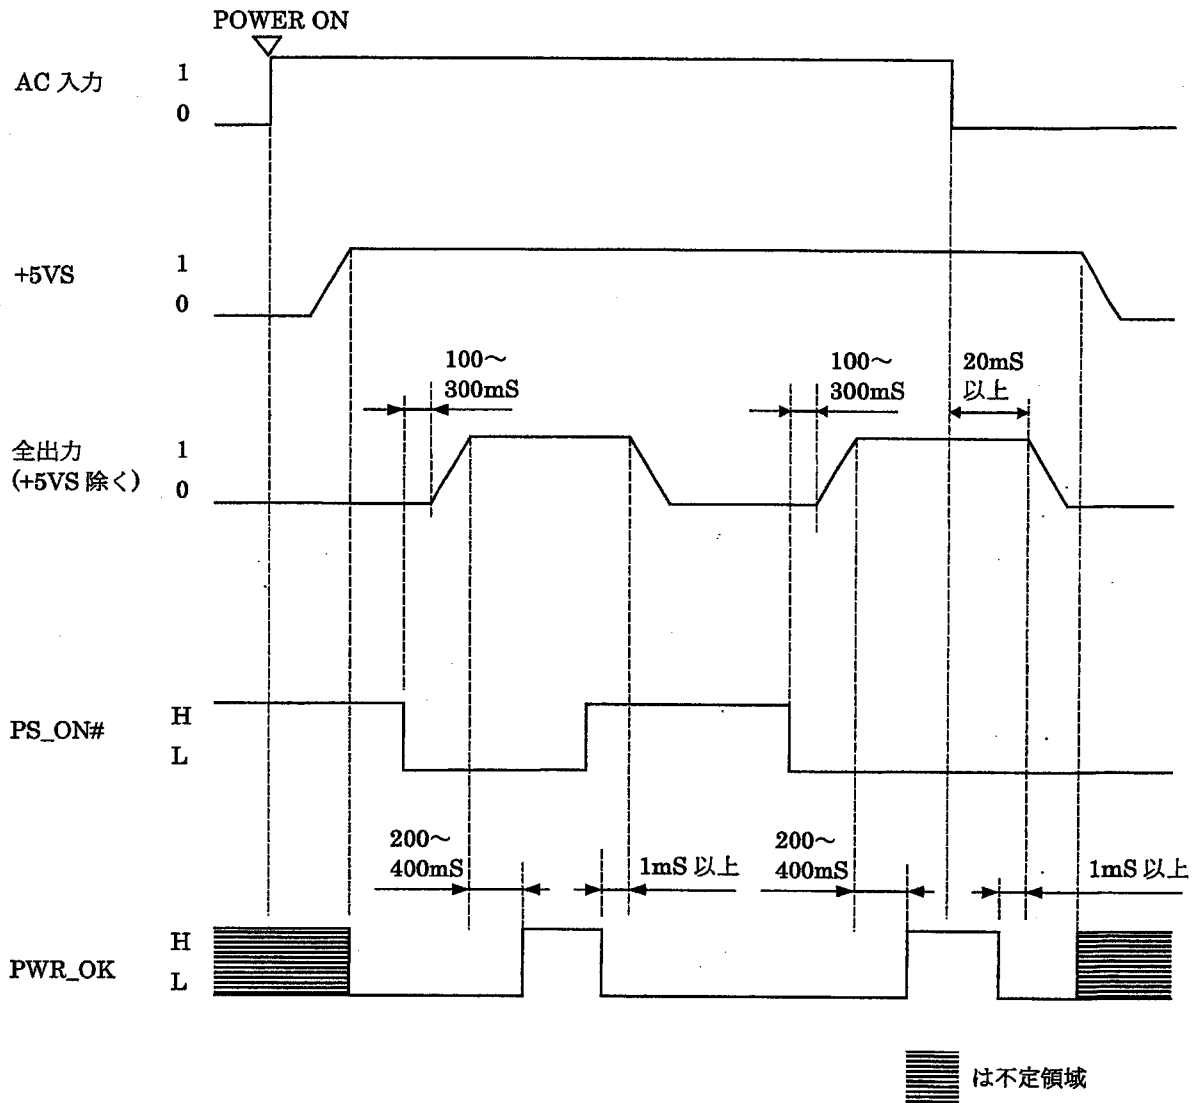 POWER ON
AC 入力
1
0
+5VS
1
0
100～
300mS
100～
300mS
20mS
以上
全出力
(+5VS 除く)
1
0
PS_ON#
H
L
200～
400mS
1mS 以上
200～
400mS
1mS 以上
PWR_OK
H
L
は不定領域